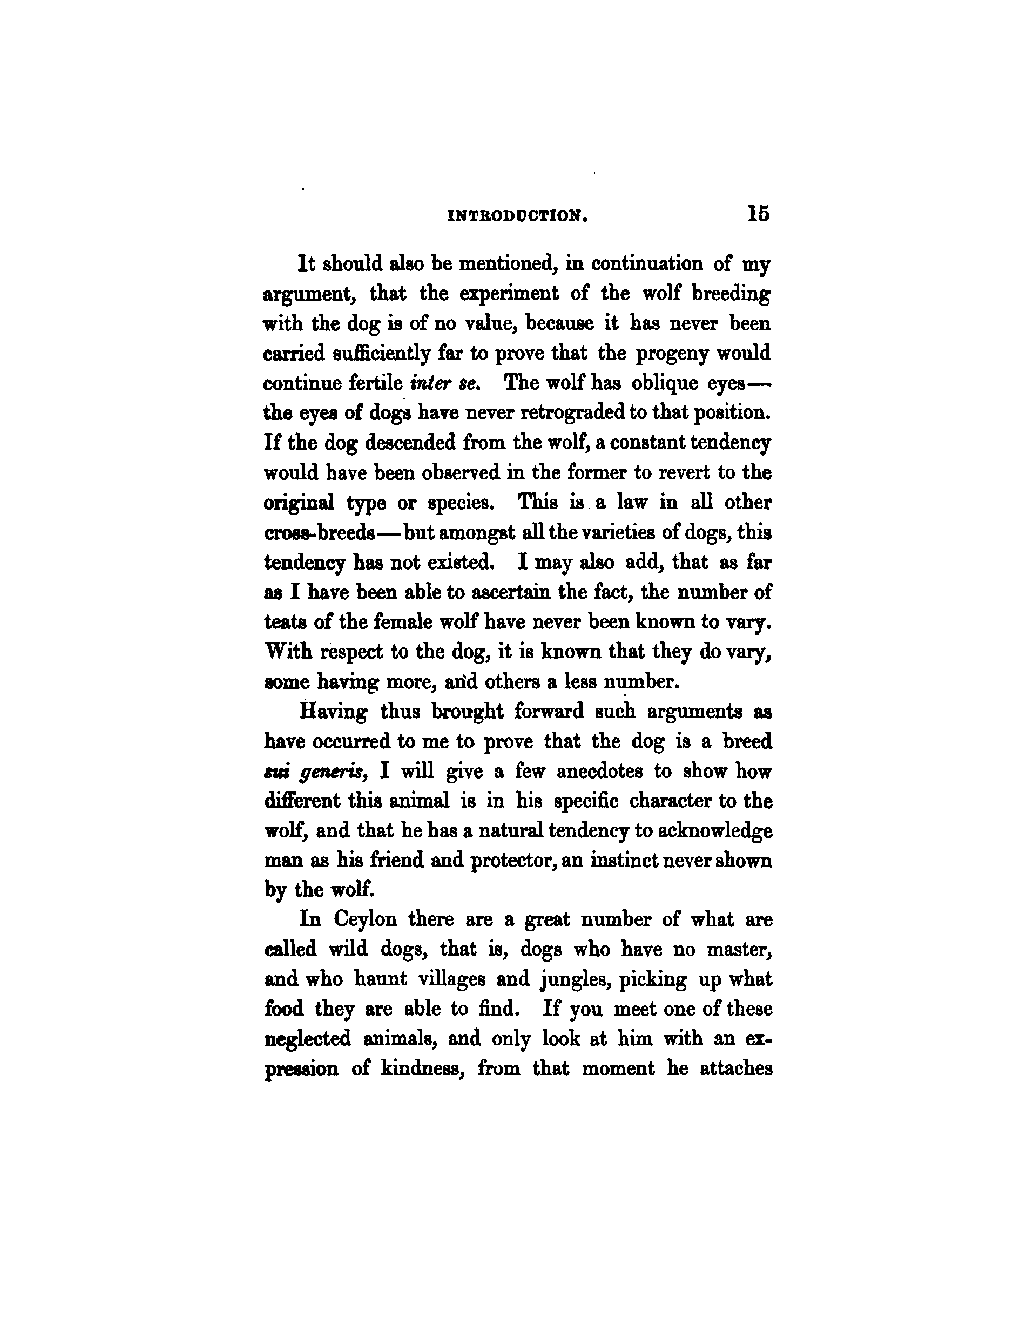 INTRODUCTION. 15
It should also be mentioned, in continuation of my
argument, that the experiment of the wolf breeding
with the dog is of no value, because it has never been
carried sufficiently far to prove that the progeny would
continue fertile inter se. The wolf has oblique eyes—
the eyes of dogs have never retrograded to that position.
If the dog descended from the wolf, a constant tendency
would have been observed in the former to revert to the
original type or species. This is a law in all other
cross-breeds—but amongst all the varieties of dogs, this
tendency has not existed. I may also add, that as far
as I have been able to ascertain the fact, the number of
teats of the female wolf have never been known to vary.
With respect to the dog, it is known that they do vary,
some having more, and others a less number.
Having thus brought forward such arguments as
have occurred to me to prove that the dog is a breed
sui generis, I will give a few anecdotes to show how
different this animal is in his specific character to the
wolf, and that he has a natural tendency to acknowledge
man as his friend and protector, an instinct never shown
by the wolf.
In Ceylon there are a great number of what are
called wild dogs, that is, dogs who have no master,
and who haunt villages and jungles, picking up what
food they are able to find. If you meet one of these
neglected animals, and only look at him with an ex-
pression of kindness, from that moment he attaches